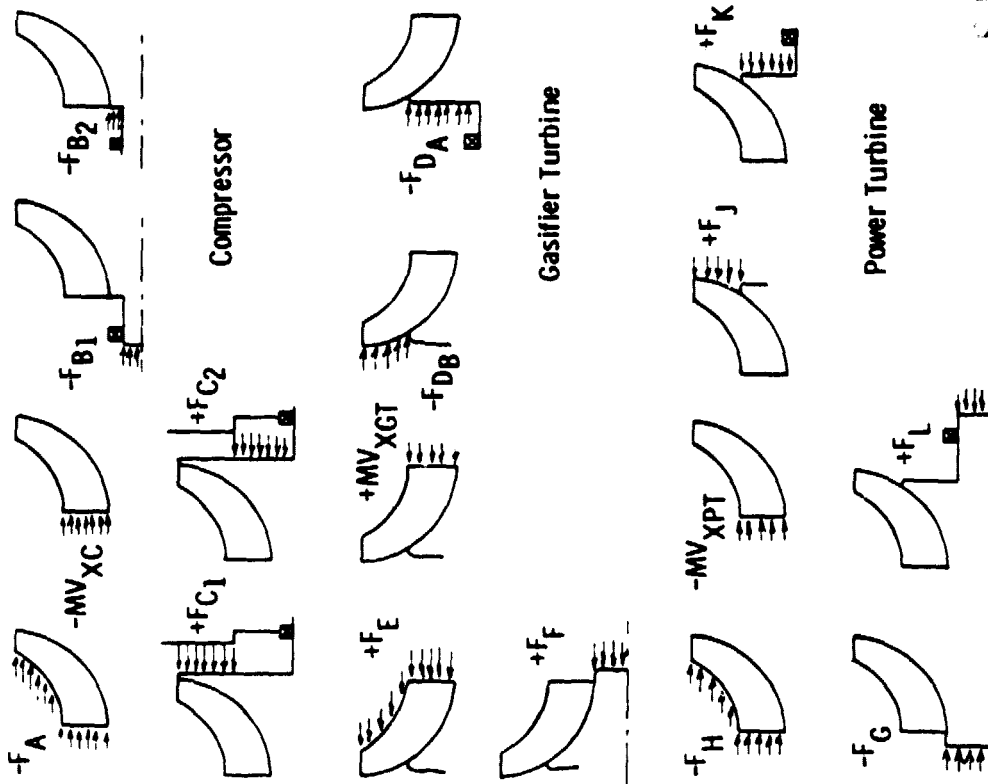 -F_A
-MV_XC
-F_B1
-F_B2
+F_C1
+F_C2
Compressor
+F_E
+MV_XGT
-F_DB
-F_DA
+F_F
Gasifier Turbine
-F_H
-MV_XPT
+F_J
+F_K
-F_G
+F_L
Power Turbine